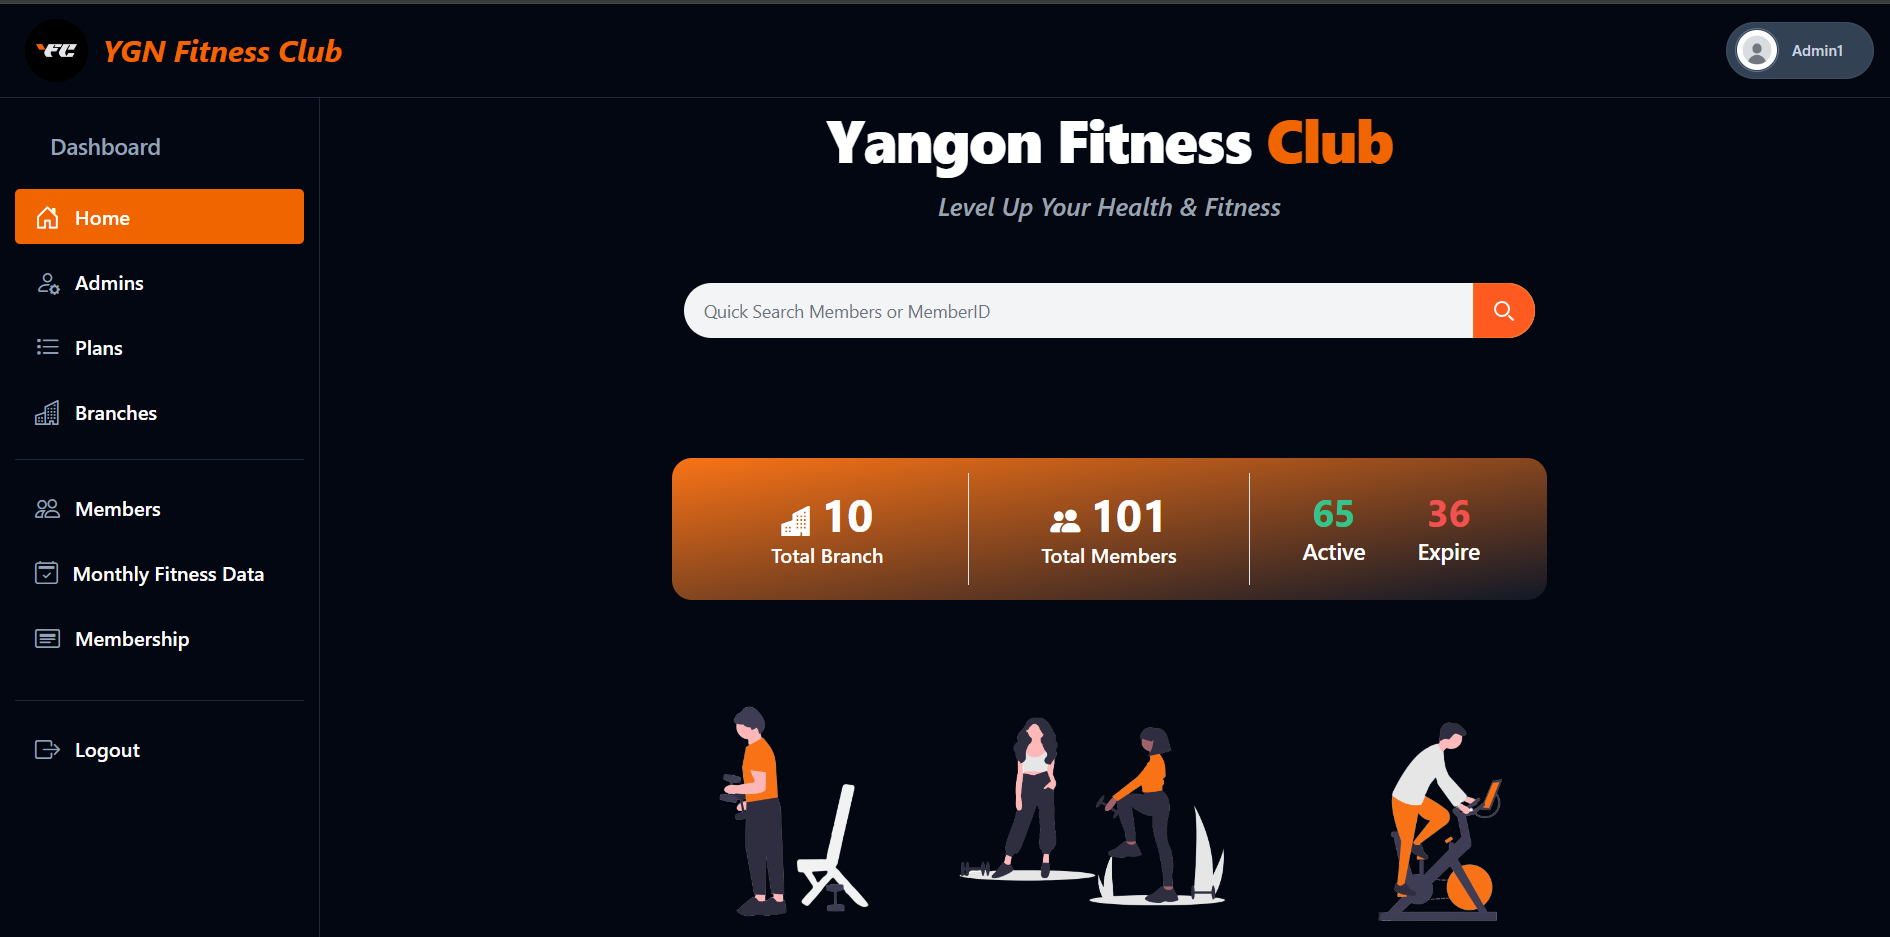 YFC
YGN Fitness Club
Admin1
Dashboard
Home
Admins
Plans
Branches
Members
Monthly Fitness Data
Membership
Logout
Yangon Fitness Club
Level Up Your Health & Fitness
Quick Search Members or MemberID
10
Total Branch
101
Total Members
65
Active
36
Expire